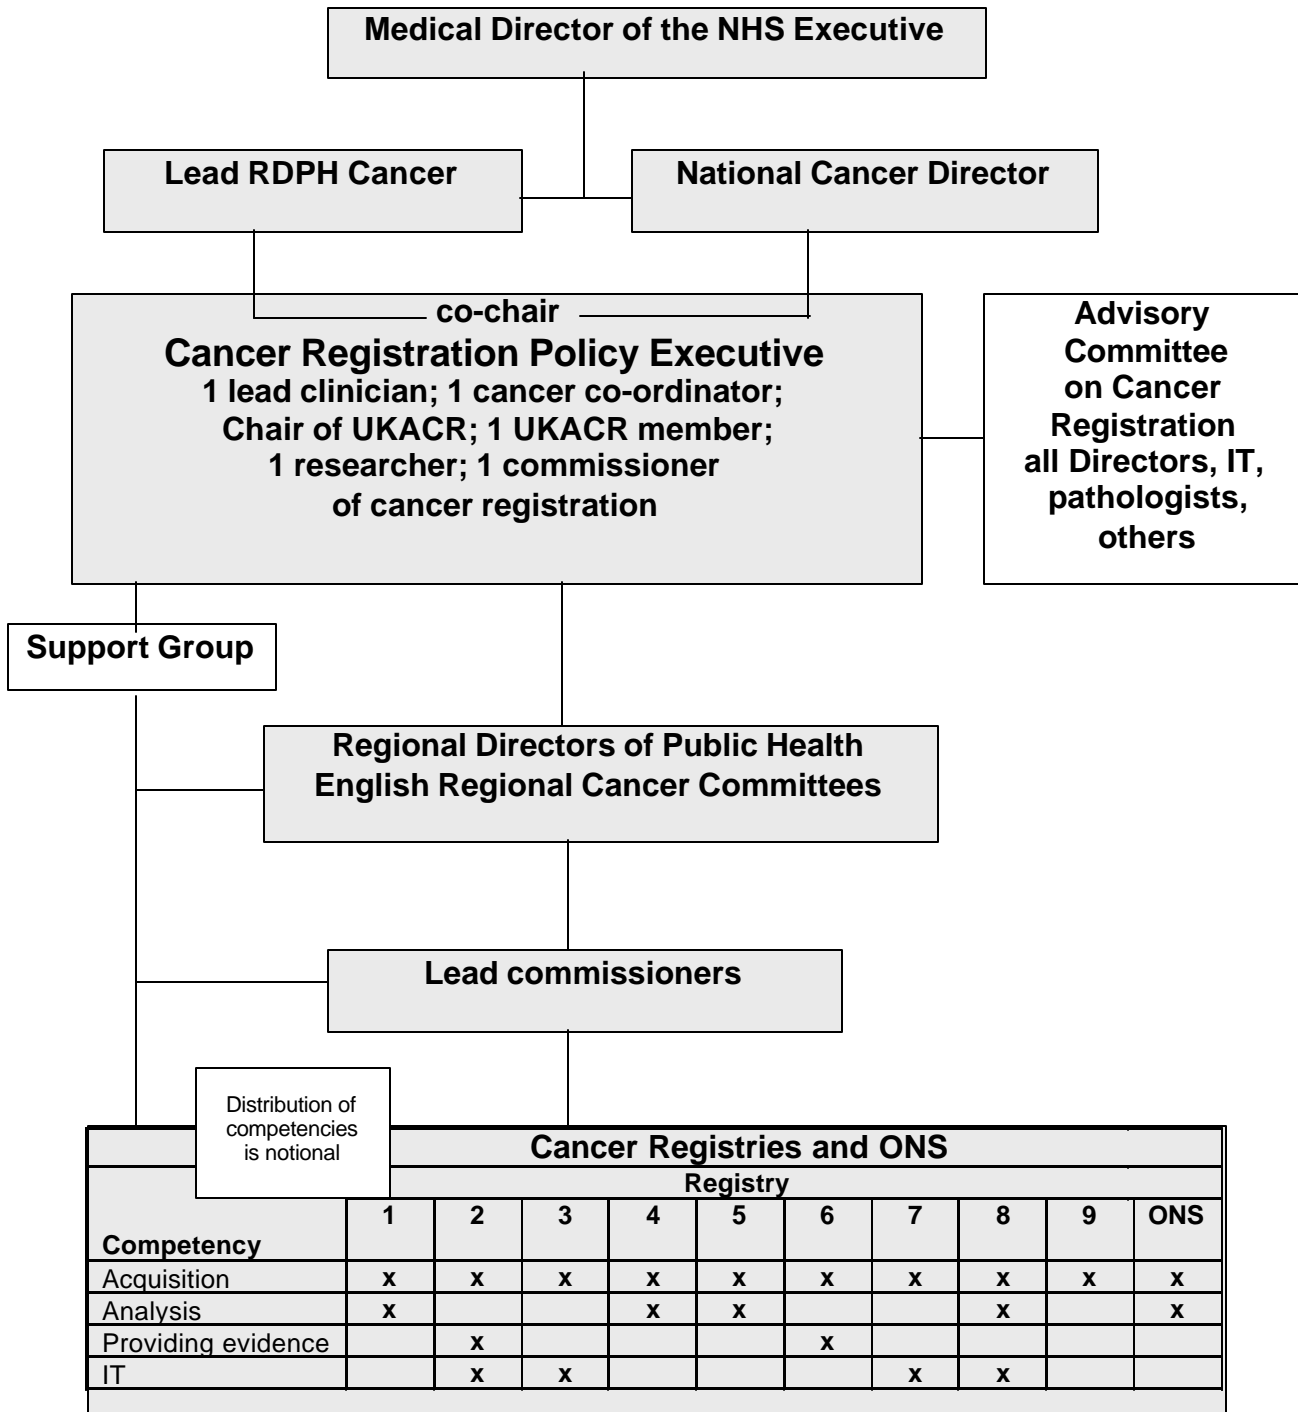 Medical Director of the NHS Executive
Lead RDPH Cancer
National Cancer Director
co-chair
Cancer Registration Policy Executive
1 lead clinician; 1 cancer co-ordinator;
Chair of UKACR; 1 UKACR member;
1 researcher; 1 commissioner
of cancer registration
Advisory
Committee
on Cancer
Registration
all Directors, IT,
pathologists,
others
Support Group
Regional Directors of Public Health
English Regional Cancer Committees
Lead commissioners
Distribution of
competencies
is notional
Cancer Registries and ONS
Registry
1 2 3 4 5 6 7 8 9 ONS
Competency
Acquisition x x x x x x x x x x
Analysis x x x x x
Providing evidence x x
IT x x x x